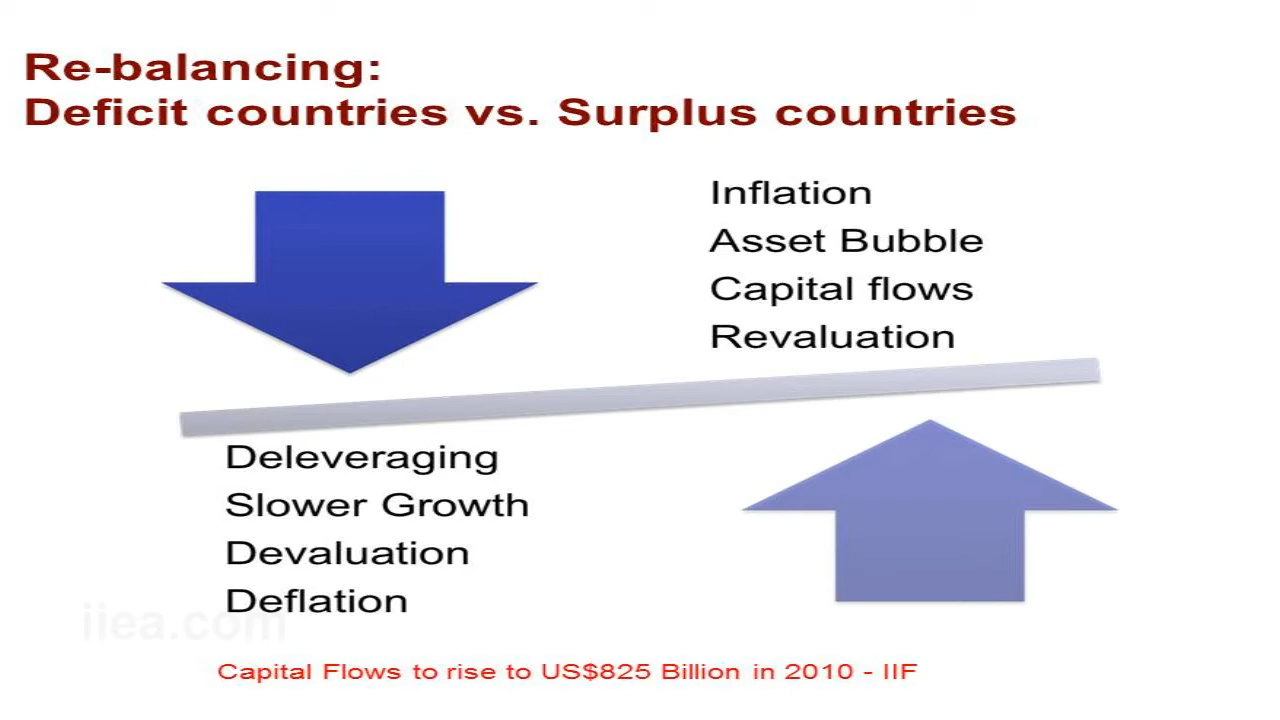 Re-balancing:
Deficit countries vs. Surplus countries
Inflation
Asset Bubble
Capital flows
Revaluation
Deleveraging
Slower Growth
Devaluation
Deflation
iiea.com
Capital Flows to rise to US$825 Billion in 2010 - IIF